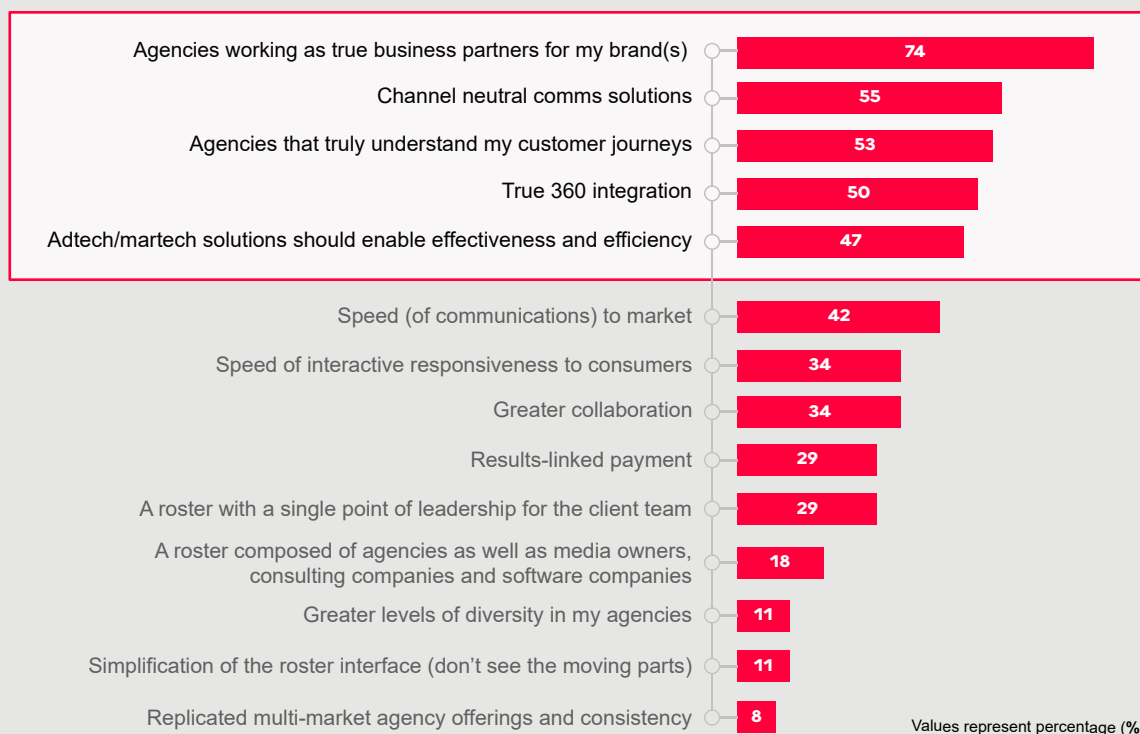 Agencies working as true business partners for my brand(s)
74
Channel neutral comms solutions
55
Agencies that truly understand my customer journeys
53
True 360 integration
50
Adtech/martech solutions should enable effectiveness and efficiency
47
Speed (of communications) to market
42
Speed of interactive responsiveness to consumers
34
Greater collaboration
34
Results-linked payment
29
A roster with a single point of leadership for the client team
29
A roster composed of agencies as well as media owners,
consulting companies and software companies
18
Greater levels of diversity in my agencies
11
Simplification of the roster interface (don’t see the moving parts)
11
Replicated multi-market agency offerings and consistency
8
Values represent percentage (%